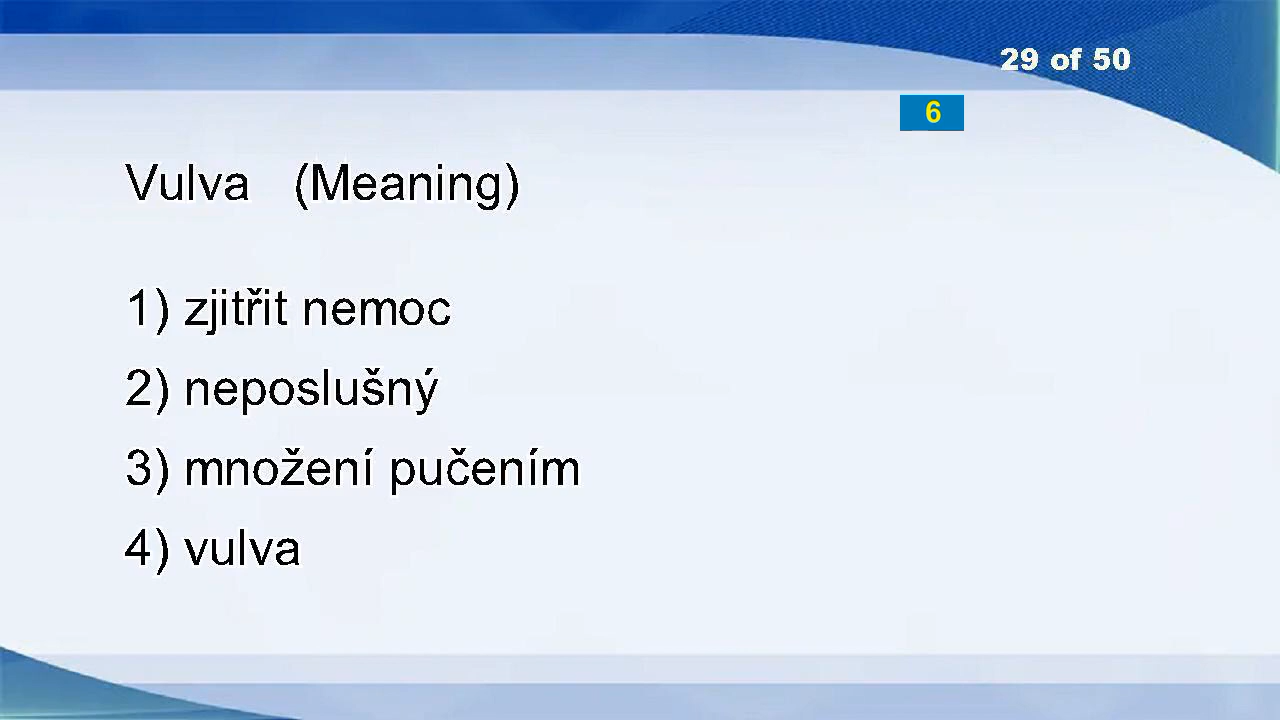 29 of 50
6
Vulva (Meaning)
1) zjitřit nemoc
2) neposlušný
3) množení pučením
4) vulva